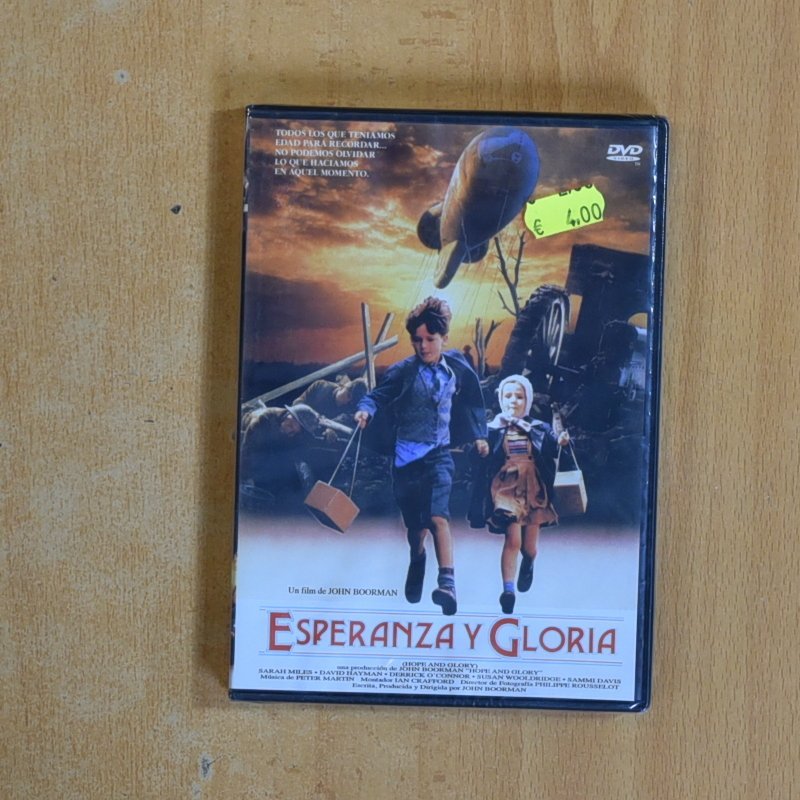 TODOS LOS QUE TENIAMOS
EDAD PARA RECORDAR...
NO PODEMOS OLVIDAR
LO QUE HACIAMOS
EN AQUEL MOMENTO.
DVD
VIDEO
TM
€ 4.00
Un film de JOHN BOORMAN
ESPERANZA Y GLORIA
(HOPE AND GLORY)
una producción de JOHN BOORMAN "HOPE AND GLORY"
SARAH MILES • DAVID HAYMAN • DERRICK O'CONNOR • SUSAN WOOLDRIDGE • SAMMI DAVIS
Música de PETER MARTIN Montador IAN CRAFFORD Director de Fotografía PHILIPPE ROUSSELOT
Escrita, Producida y Dirigida por JOHN BOORMAN